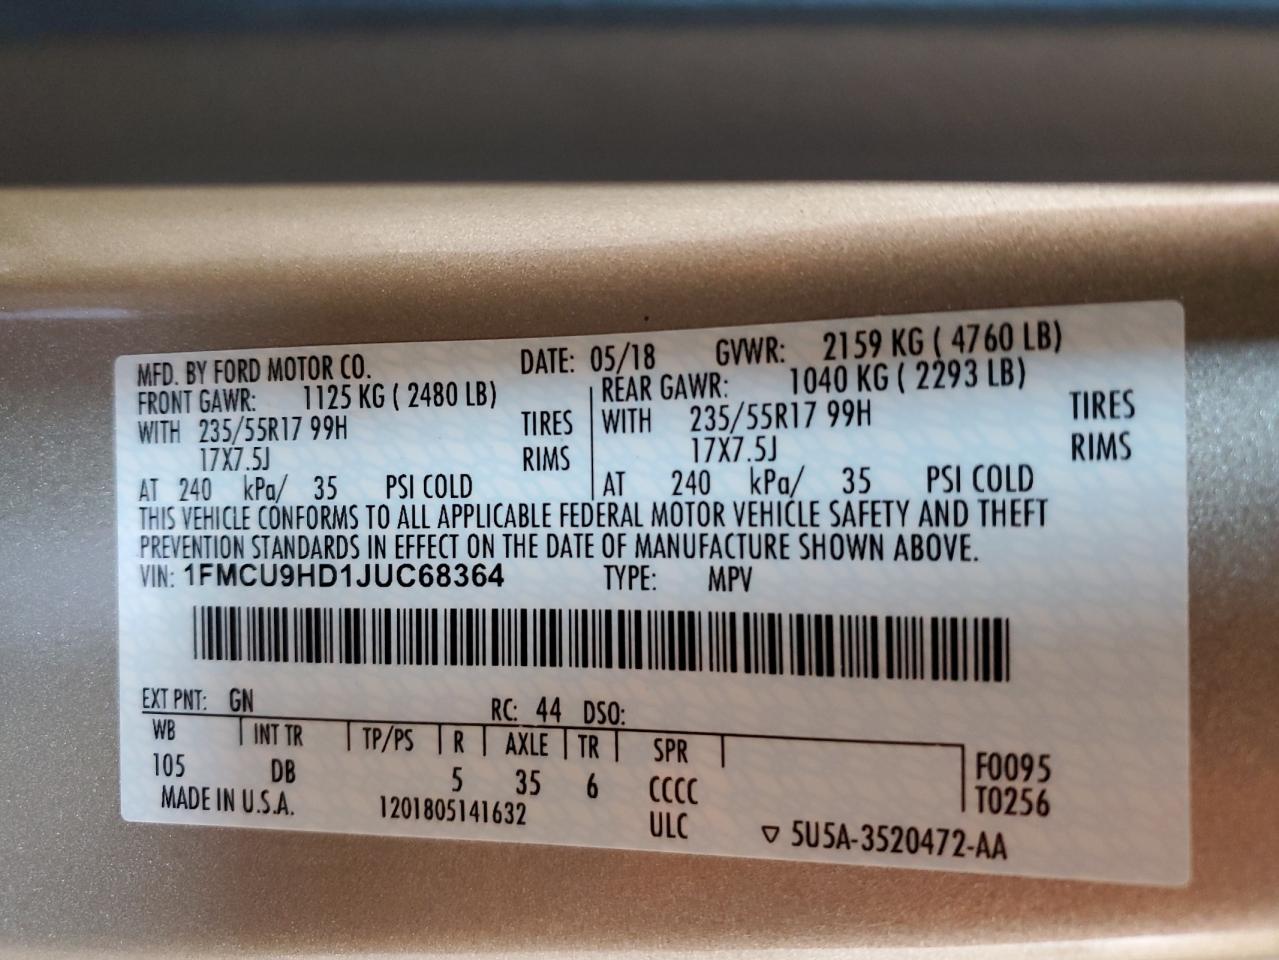 MFD. BY FORD MOTOR CO. DATE: 05/18 GVWR: 2159 KG ( 4760 LB)
FRONT GAWR: 1125 KG ( 2480 LB) REAR GAWR: 1040 KG ( 2293 LB)
WITH 235/55R17 99H TIRES WITH 235/55R17 99H TIRES
17X7.5J RIMS 17X7.5J RIMS
AT 240 kPa/ 35 PSI COLD AT 240 kPa/ 35 PSI COLD
THIS VEHICLE CONFORMS TO ALL APPLICABLE FEDERAL MOTOR VEHICLE SAFETY AND THEFT
PREVENTION STANDARDS IN EFFECT ON THE DATE OF MANUFACTURE SHOWN ABOVE.
VIN: 1FMCU9HD1JUC68364 TYPE: MPV
EXT PNT: GN RC: 44 DSO:
WB INT TR TP/PS R AXLE TR SPR
105 DB 5 35 6 CCCC F0095
MADE IN U.S.A. 1201805141632 ULC T0256
▽ 5U5A-3520472-AA